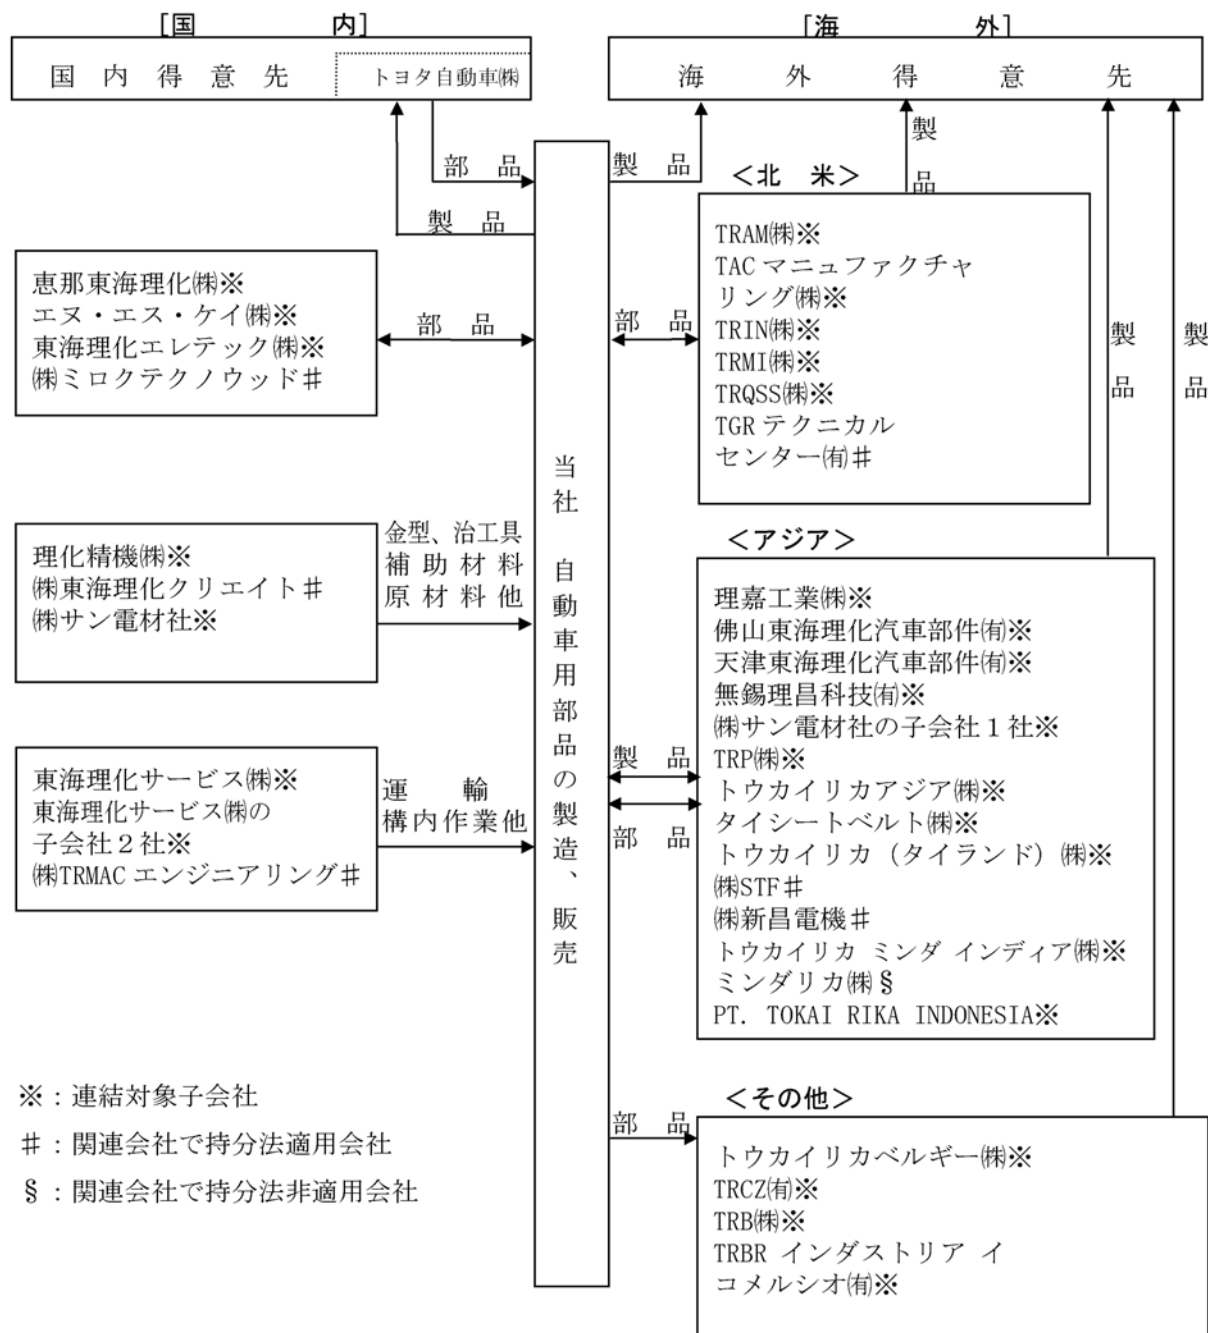 [国　　内]
国内得意先
トヨタ自動車㈱
[海　　外]
海外得意先
部品
製品
製品
製品
製品
製品
恵那東海理化㈱※
エヌ・エス・ケイ㈱※
東海理化エレテック㈱※
㈱ミロクテクノウッド♯
部品
理化精機㈱※
㈱東海理化クリエイト♯
㈱サン電材社※
金型、治工具
補助材料
原材料他
東海理化サービス㈱※
東海理化サービス㈱の
子会社２社※
㈱TRMACエンジニアリング♯
運輸
構内作業他
当社　自動車用部品の製造、販売
＜北　米＞
TRAM㈱※
TACマニュファクチャ
リング㈱※
TRIN㈱※
TRMI㈱※
TRQSS㈱※
TGRテクニカル
センター㈲♯
部品
＜アジア＞
理嘉工業㈱※
佛山東海理化汽車部件㈲※
天津東海理化汽車部件㈲※
無錫理昌科技㈲※
㈱サン電材社の子会社１社※
TRP㈱※
トウカイリカアジア㈱※
タイシートベルト㈱※
トウカイリカ（タイランド）㈱※
㈱STF♯
㈱新昌電機♯
トウカイリカ ミンダ インディア㈱※
ミンダリカ㈱§
PT. TOKAI RIKA INDONESIA※
製品
部品
＜その他＞
トウカイリカベルギー㈱※
TRCZ㈲※
TRB㈱※
TRBR インダストリア イ
コメルシオ㈲※
部品
※：連結対象子会社
♯：関連会社で持分法適用会社
§：関連会社で持分法非適用会社